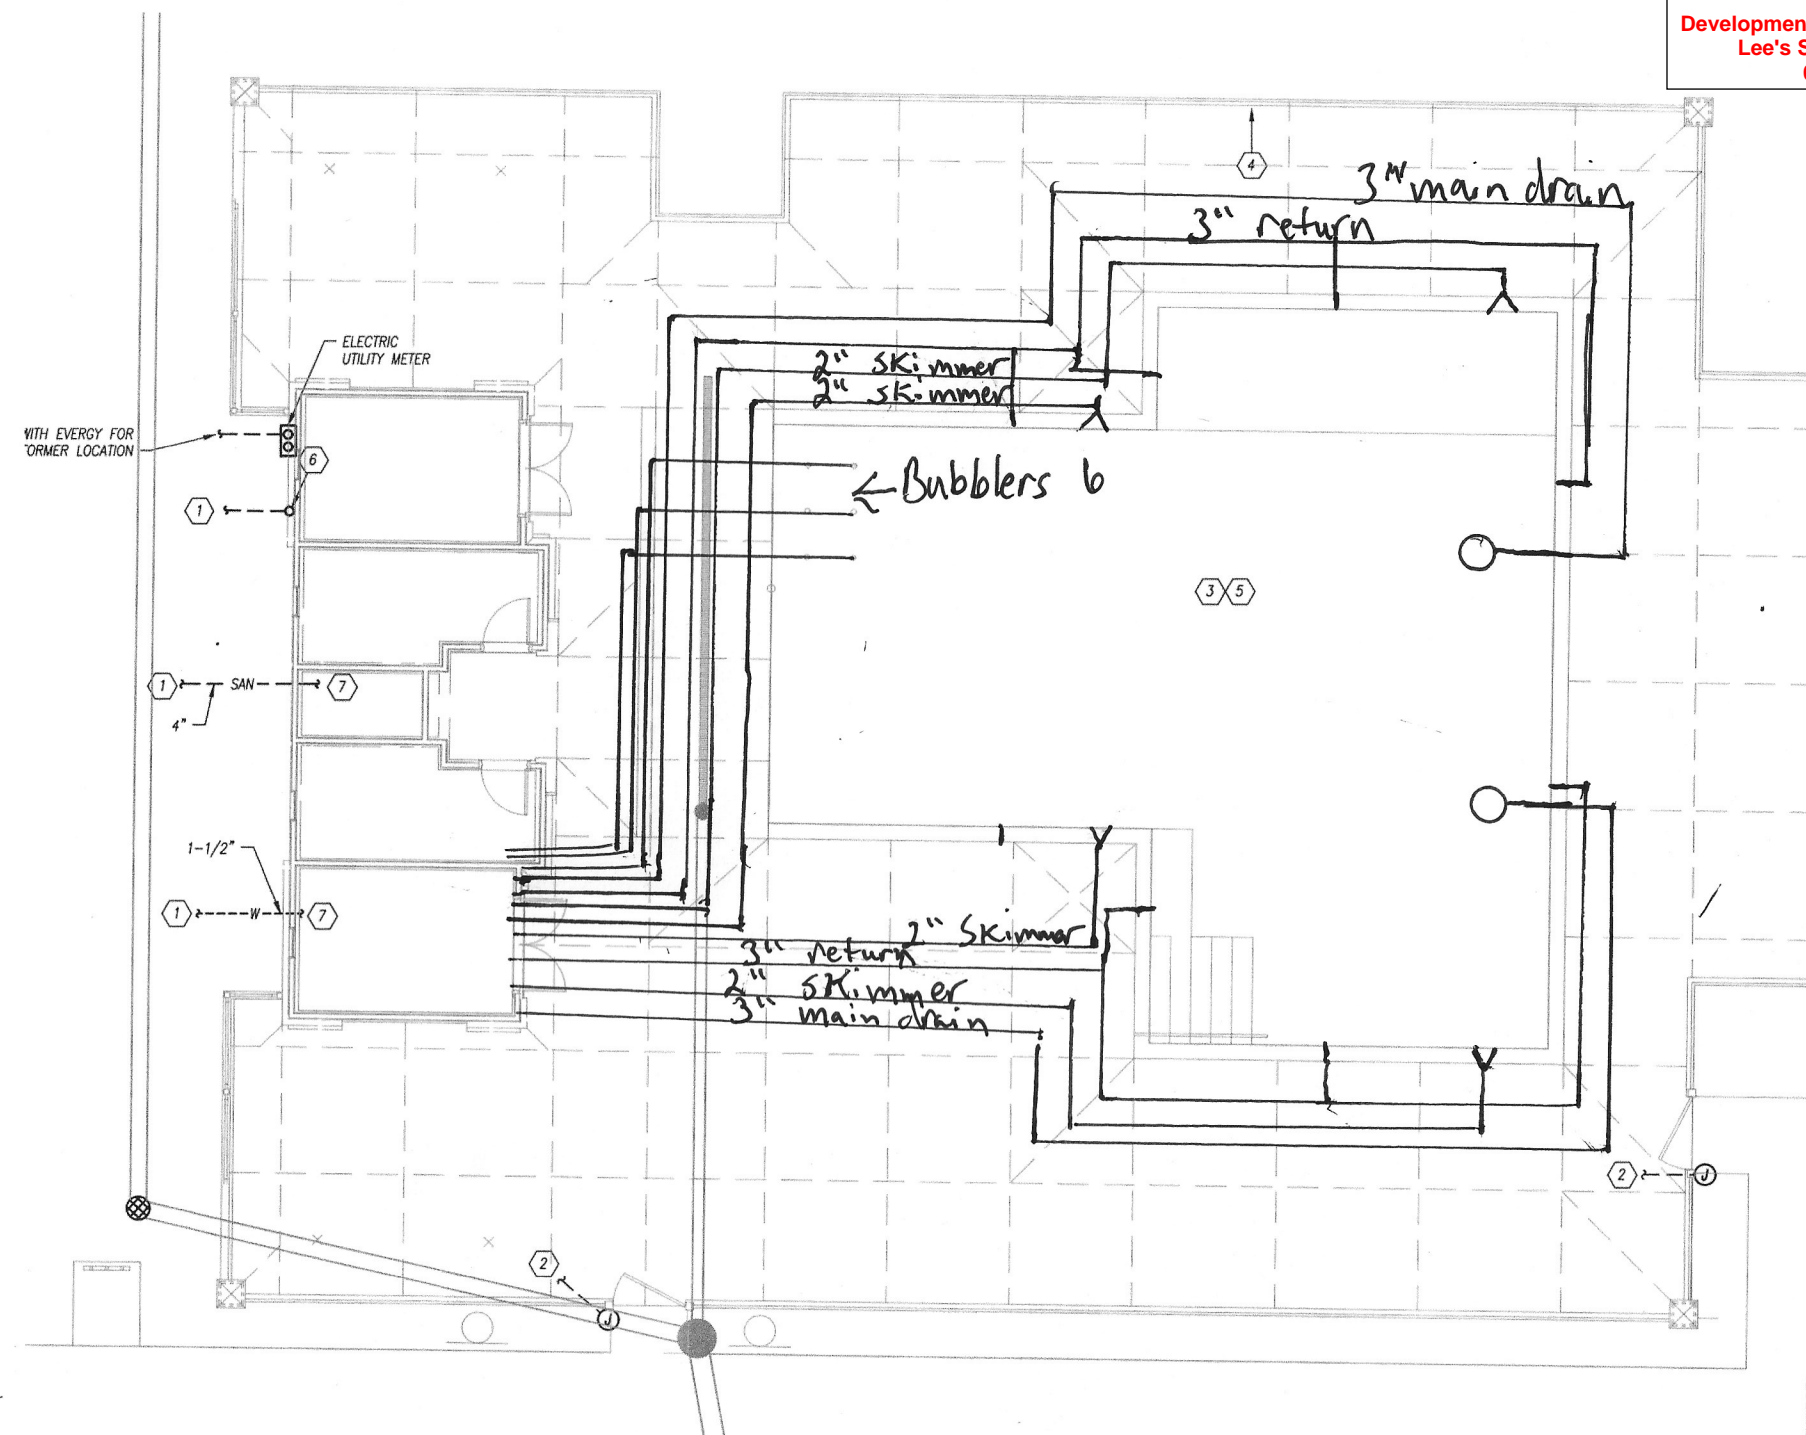 Developmen
Lee's S
4
3" main drain
3" return
ELECTRIC
UTILITY METER
2" Skimmer
2" skimmer
WITH EVERGY FOR
ORMER LOCATION
6
Bubblers 6
1
3 5
1 SAN 7
4"
1-1/2"
1 W 7
2" Skimmer
3" return
2" skimmer
3" main drain
2 J
2
J